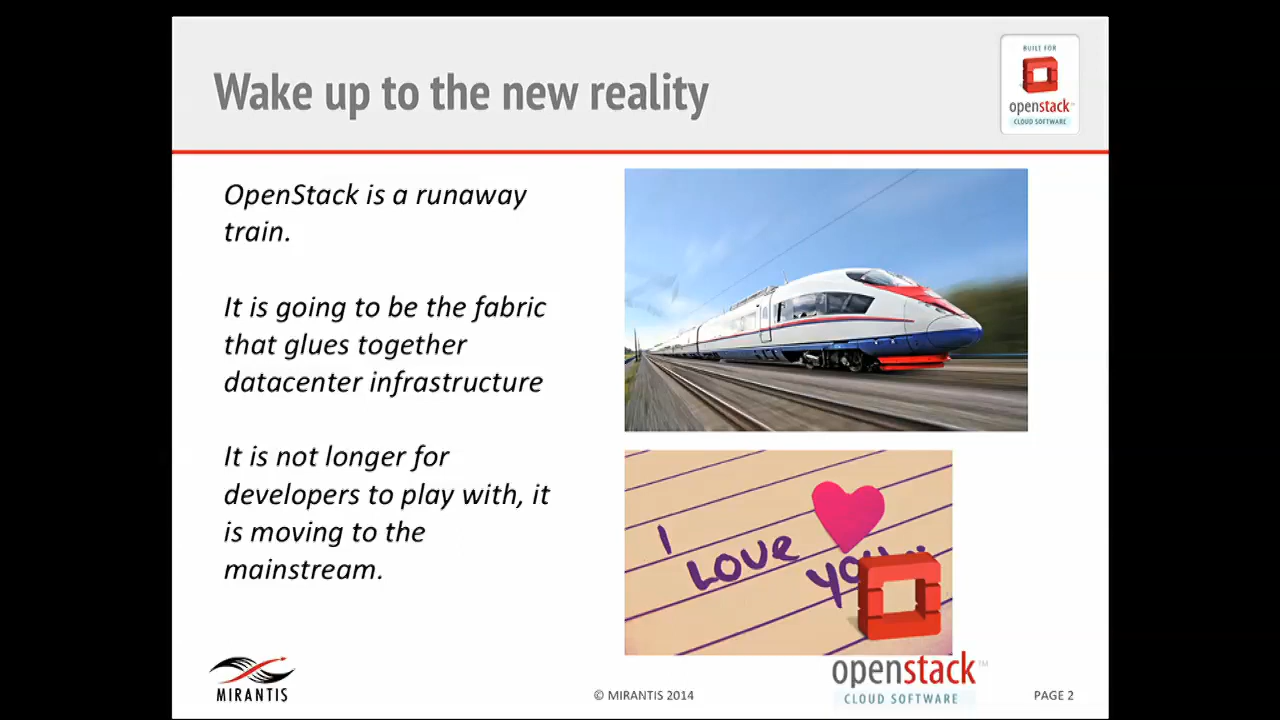 Wake up to the new reality
BUILT FOR
openstack™
CLOUD SOFTWARE
OpenStack is a runaway
train.
It is going to be the fabric
that glues together
datacenter infrastructure
It is not longer for
developers to play with, it
is moving to the
mainstream.
I
LOVE
you
openstack™
CLOUD SOFTWARE
MIRANTIS
© MIRANTIS 2014
PAGE 2